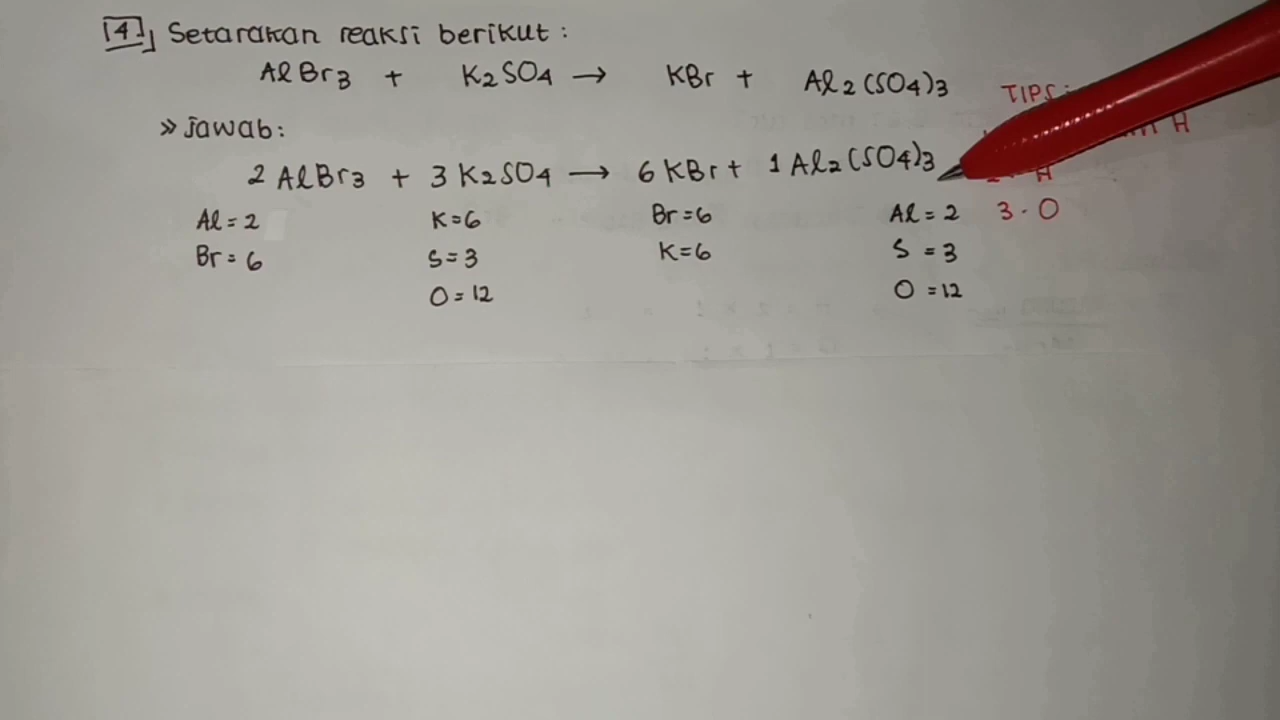 4, Setarakan reaksi berikut :
AlBr3 + K2SO4 → KBr + Al2(SO4)3
TIPS:
H
» Jawab:
2 AlBr3 + 3 K2SO4 → 6 KBr + 1 Al2(SO4)3
H
Al = 2 K=6 Br=6 Al = 2 3. O
Br = 6 S=3 K=6 S = 3
O = 12 O = 12